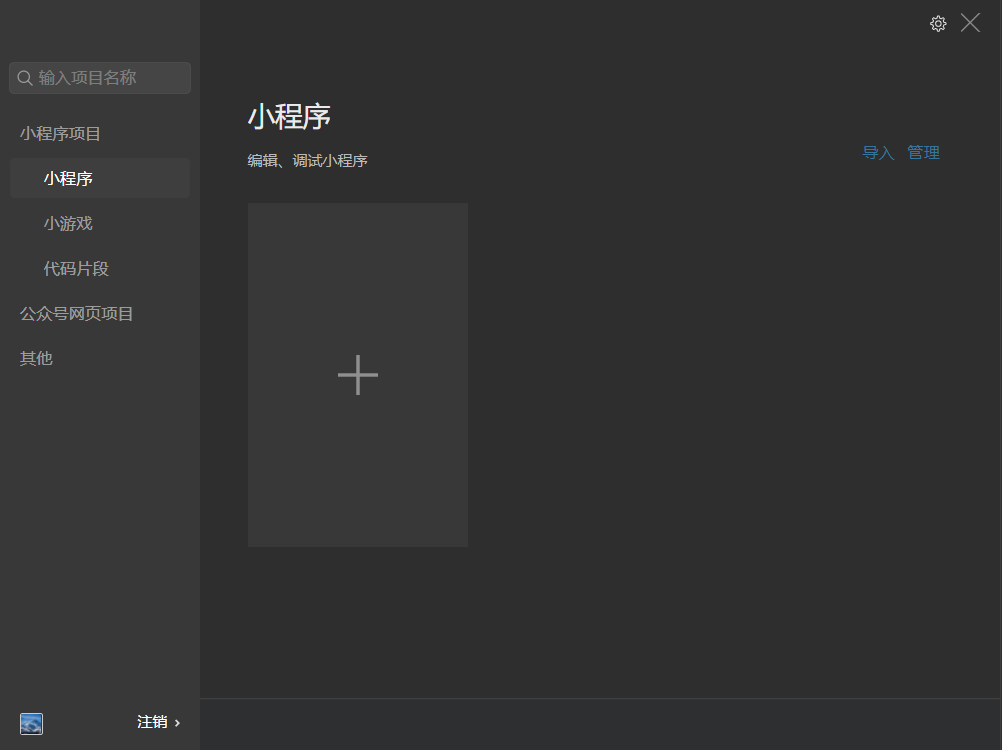 输入项目名称
小程序项目
小程序
小游戏
代码片段
公众号网页项目
其他
注销
小程序
编辑、调试小程序
导入 管理